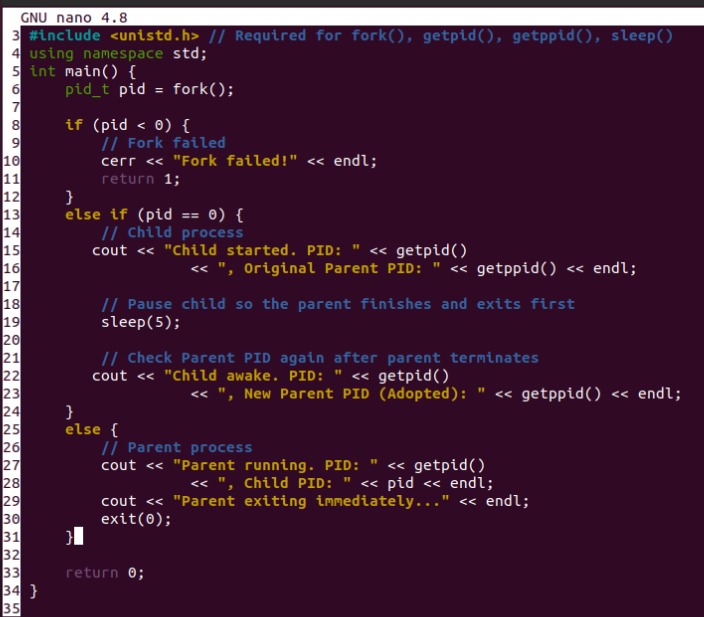 GNU nano 4.8
3 #include <unistd.h> // Required for fork(), getpid(), getppid(), sleep()
4 using namespace std;
5 int main() {
6     pid_t pid = fork();
7
8     if (pid < 0) {
9         // Fork failed
10         cerr << "Fork failed!" << endl;
11         return 1;
12     }
13     else if (pid == 0) {
14         // Child process
15        cout << "Child started. PID: " << getpid()
16                   << ", Original Parent PID: " << getppid() << endl;
17
18         // Pause child so the parent finishes and exits first
19         sleep(5);
20
21         // Check Parent PID again after parent terminates
22        cout << "Child awake. PID: " << getpid()
23                   << ", New Parent PID (Adopted): " << getppid() << endl;
24     }
25     else {
26         // Parent process
27         cout << "Parent running. PID: " << getpid()
28                   << ", Child PID: " << pid << endl;
29         cout << "Parent exiting immediately..." << endl;
30         exit(0);
31     }
32
33     return 0;
34 }
35